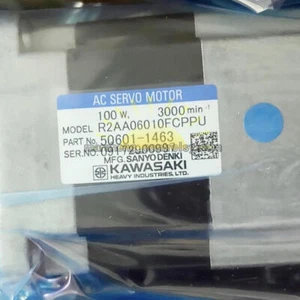 AC SERVO MOTOR
100 W, 3000 min⁻¹
MODEL R2AA06010FCPPU
PART No. 50601-1463
SER.NO. 09172900997
MFG. SANYO DENKI
KAWASAKI
HEAVY INDUSTRIES, LTD.